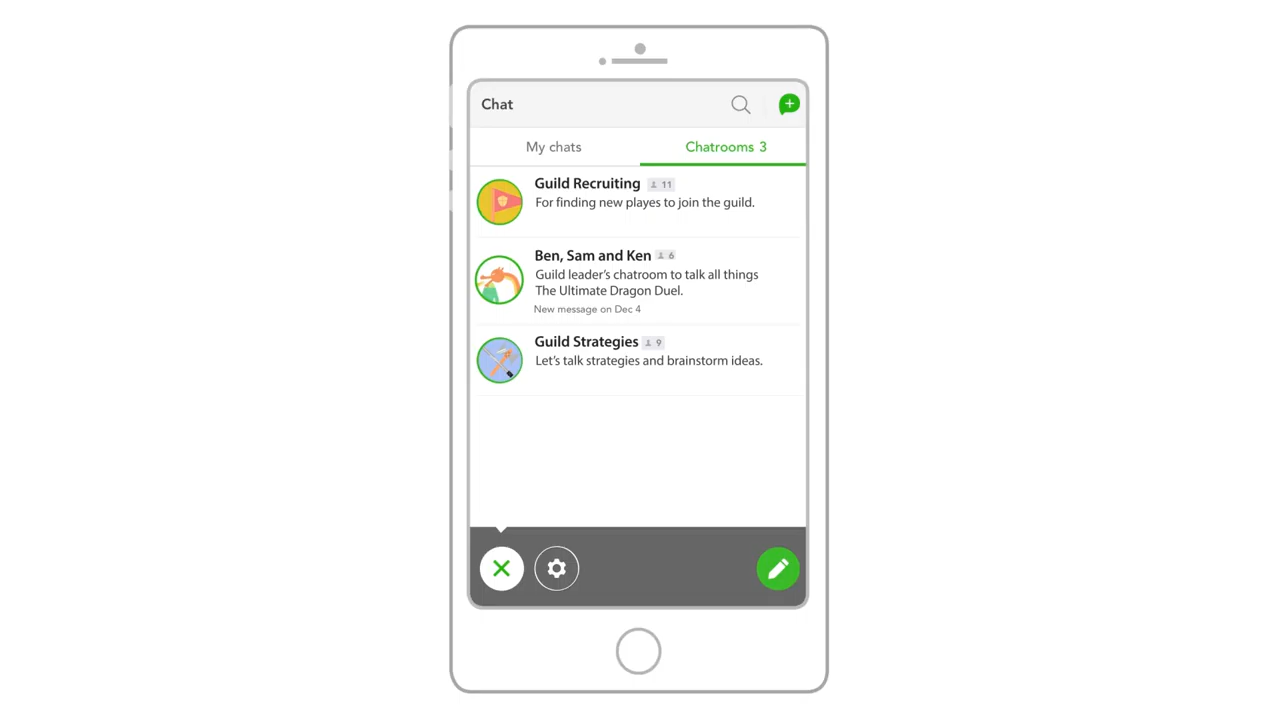 Chat
My chats
Chatrooms 3
Guild Recruiting 11
For finding new playes to join the guild.
Ben, Sam and Ken 6
Guild leader’s chatroom to talk all things
The Ultimate Dragon Duel.
New message on Dec 4
Guild Strategies 9
Let’s talk strategies and brainstorm ideas.